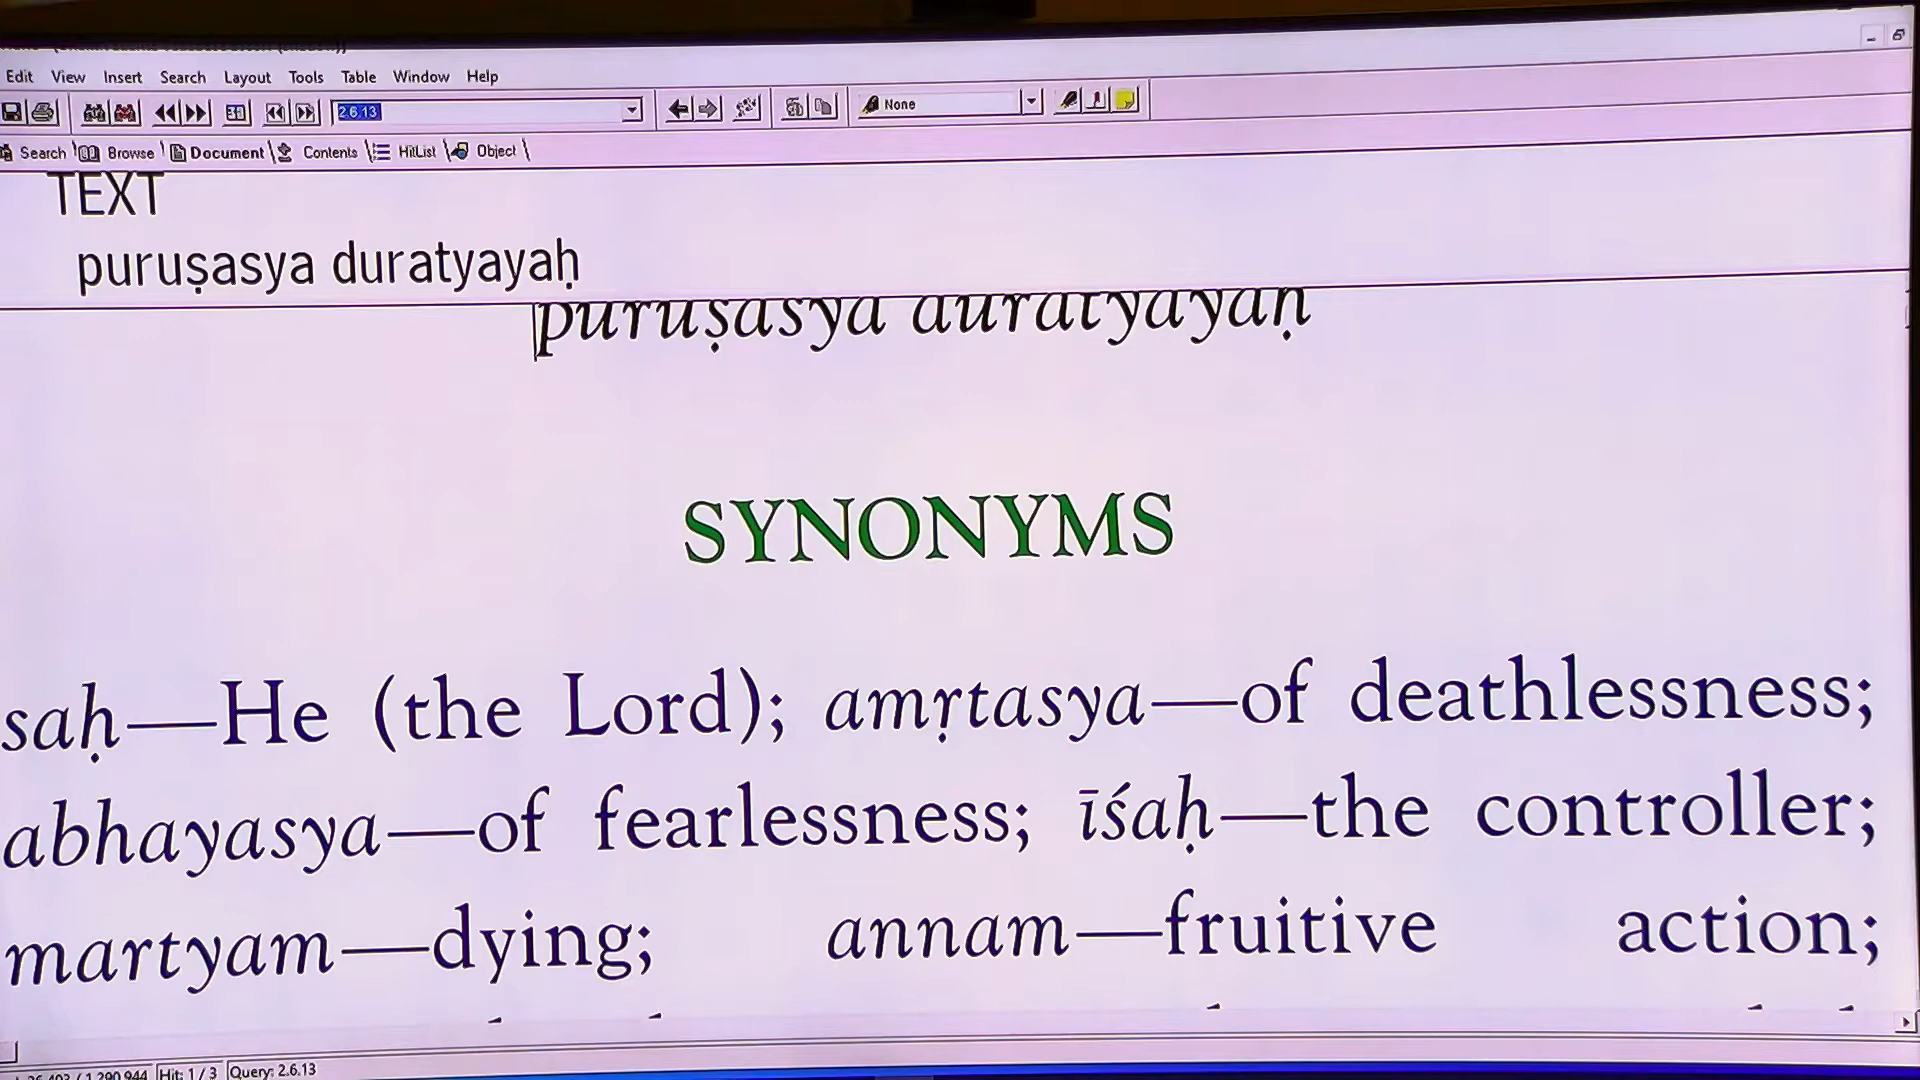 Edit View Insert Search Layout Tools Table Window Help
2.6.13 None
Search Browse Document Contents HitList Object
TEXT
puruṣasya duratyayaḥ
puruṣasya duratyayaḥ
SYNONYMS
saḥ—He (the Lord); amṛtasya—of deathlessness;
abhayasya—of fearlessness; īśaḥ—the controller;
martyam—dying; annam—fruitive action;
Hit: 1 / 3 Query: 2.6.13